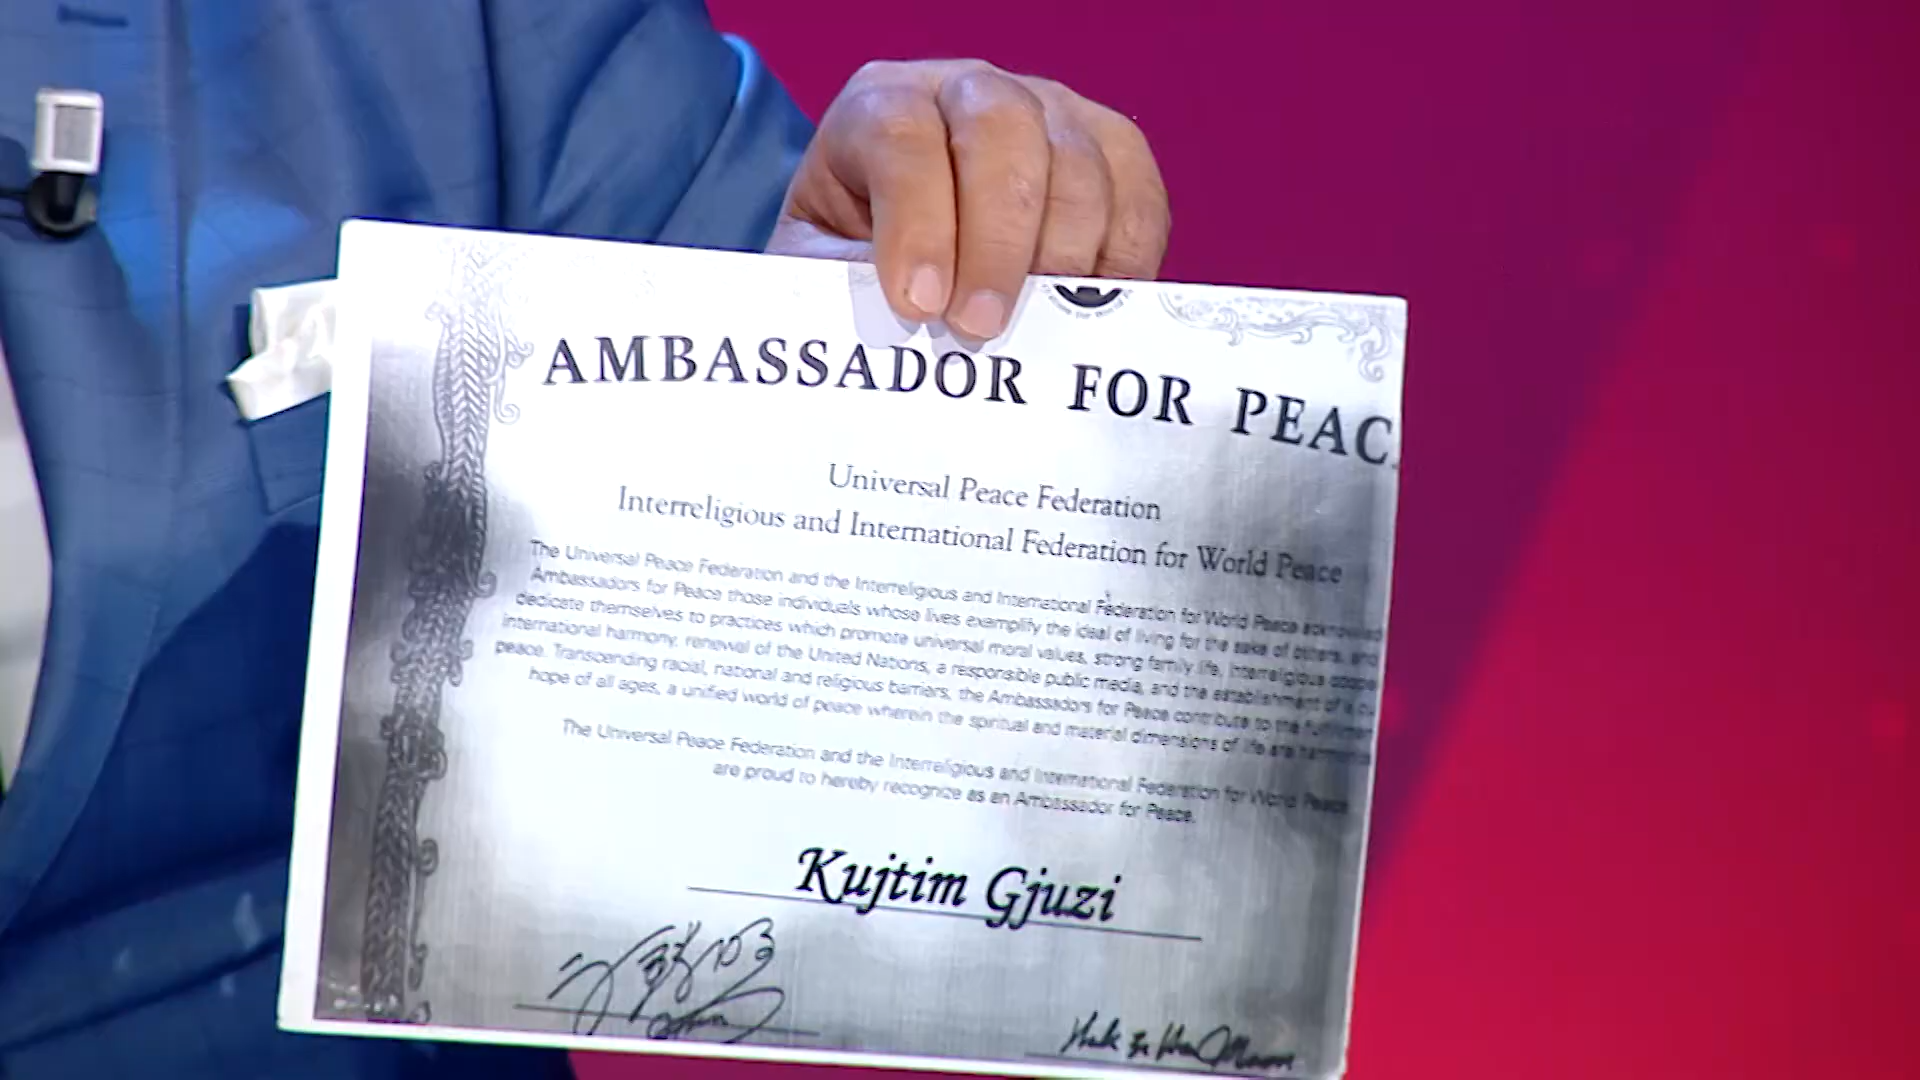 AMBASSADOR FOR PEAC
Universal Peace Federation
Interreligious and International Federation for World Peace
The Universal Peace Federation and the Interreligious and International Federation for World Peace
Ambassadors for Peace those individuals whose lives exemplify the ideal of living for the sake of others, and
dedicate themselves to practices which promote universal moral values, strong family life, interreligious
international harmony, renewal of the United Nations, a responsible public media, and the establishment of a
peace. Transcending racial, national and religious barriers, the Ambassadors for Peace contribute to the
hope of all ages, a unified world of peace wherein the spiritual and material dimensions of life are
The Universal Peace Federation and the Interreligious and International Federation for World Peace
are proud to hereby recognize as an Ambassador for Peace.
Kujtim Gjuzi
Hak Ja Han Moon